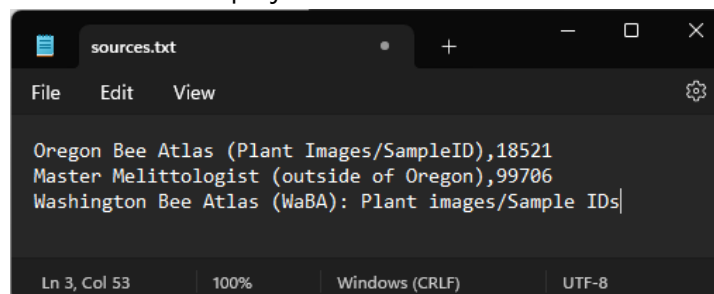 sources.txt
File Edit View
Oregon Bee Atlas (Plant Images/SampleID),18521
Master Melittologist (outside of Oregon),99706
Washington Bee Atlas (WaBA): Plant images/Sample IDs
Ln 3, Col 53 100% Windows (CRLF) UTF-8